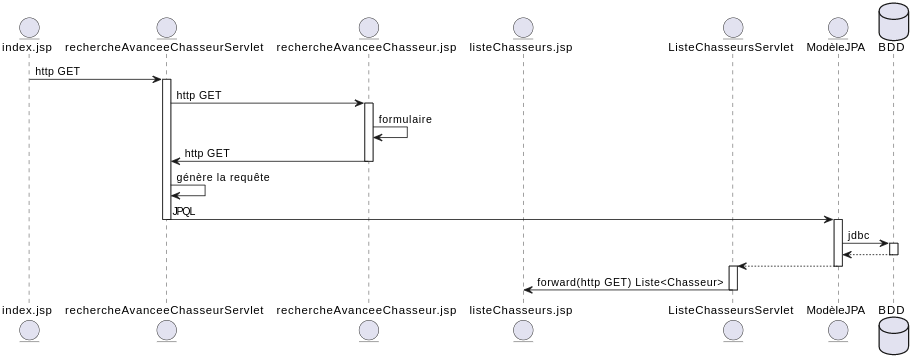 index.jsp rechercheAvanceeChasseurServlet rechercheAvanceeChasseur.jsp listeChasseurs.jsp ListeChasseursServlet ModèleJPA BDD
http GET
http GET
formulaire
http GET
génère la requête
JPQL
jdbc
forward(http GET) Liste<Chasseur>
index.jsp rechercheAvanceeChasseurServlet rechercheAvanceeChasseur.jsp listeChasseurs.jsp ListeChasseursServlet ModèleJPA BDD